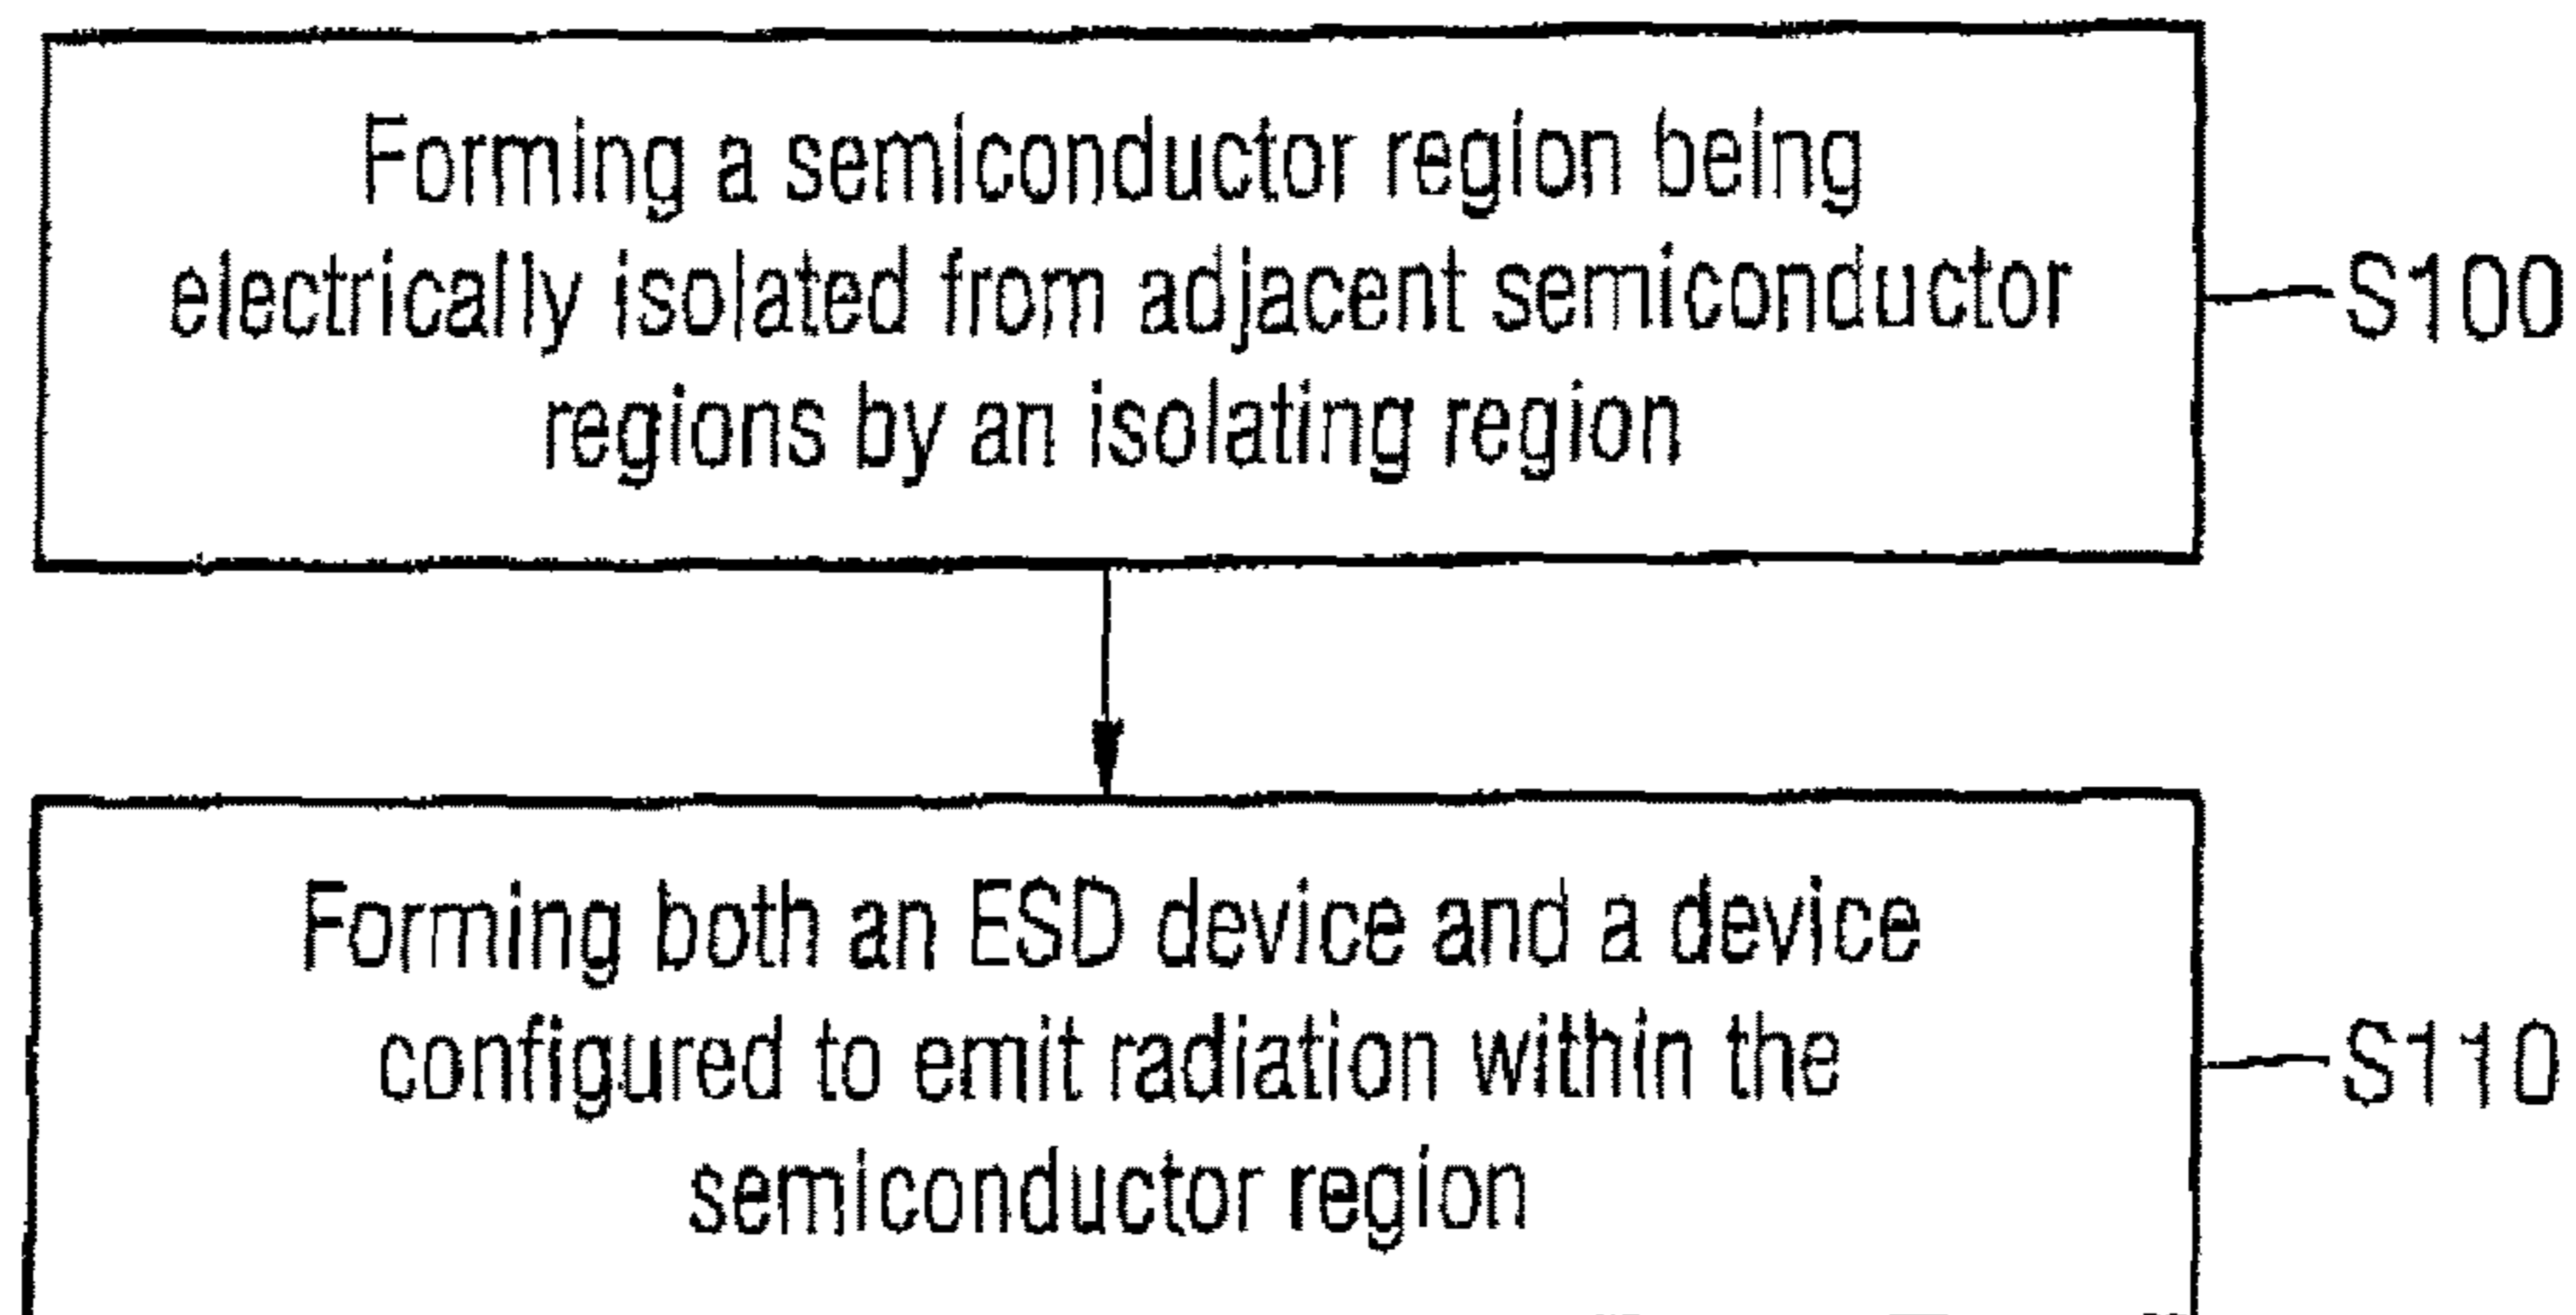 Forming a semiconductor region being
electrically isolated from adjacent semiconductor
regions by an isolating region
S100
Forming both an ESD device and a device
configured to emit radiation within the
semiconductor region
S110